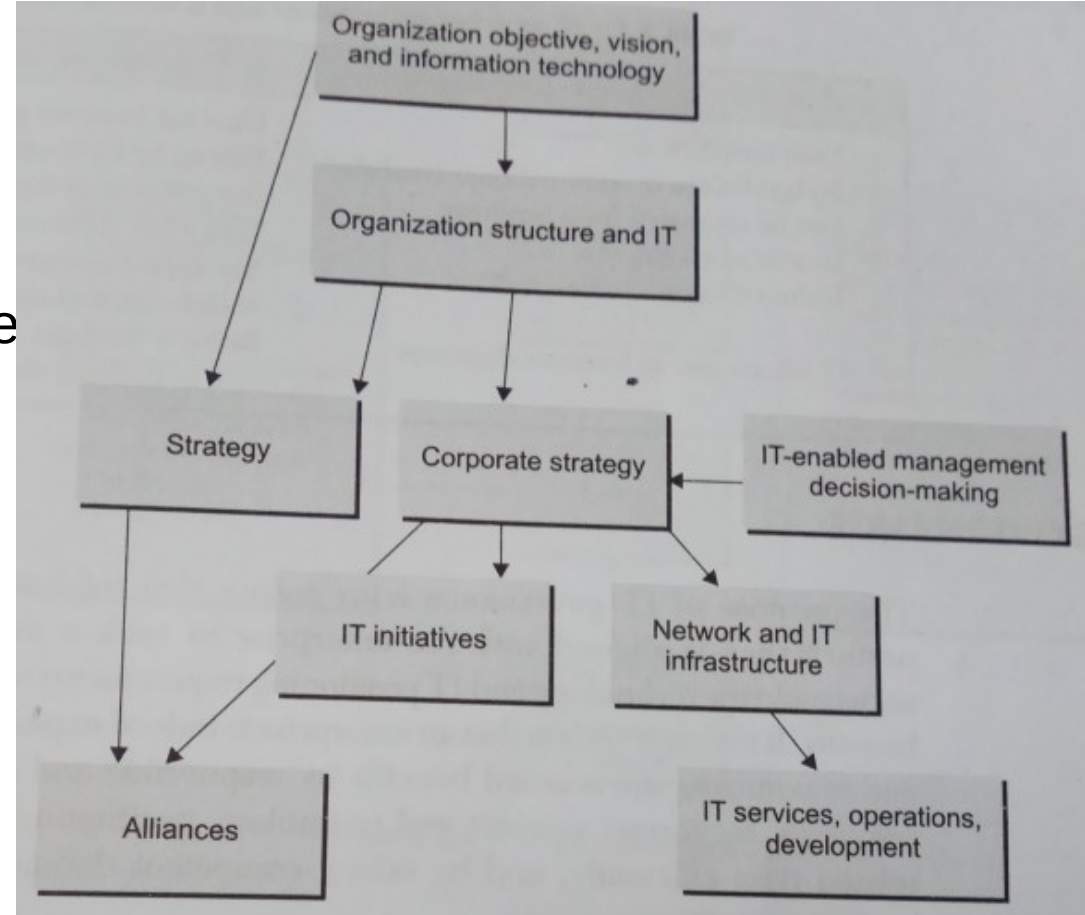 Organization objective, vision,
and information technology
Organization structure and IT
e
Strategy
Corporate strategy
IT-enabled management
decision-making
IT initiatives
Network and IT
infrastructure
Alliances
IT services, operations,
development